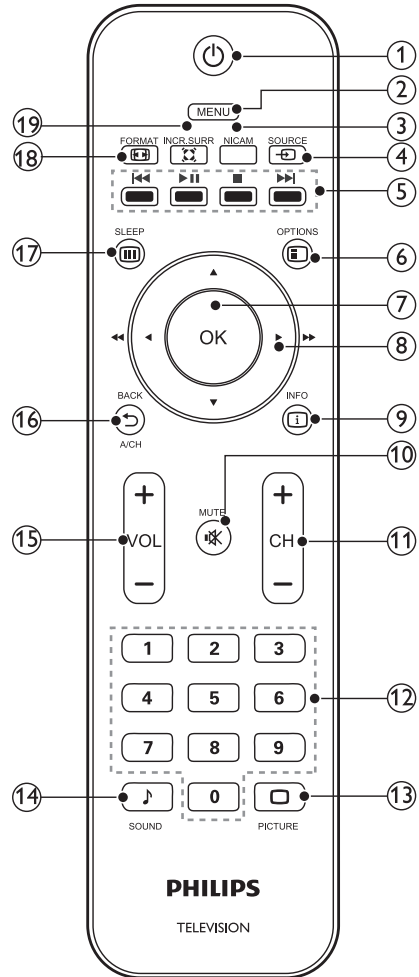 1
2
MENU
19
3
FORMAT INCR.SURR NICAM SOURCE
18
4
5
SLEEP OPTIONS
17
6
7
OK
8
BACK INFO
16
9
A/CH
10
+ MUTE +
15
VOL CH
11
− −
1 2 3
4 5 6
12
7 8 9
14
0
13
SOUND PICTURE
PHILIPS
TELEVISION